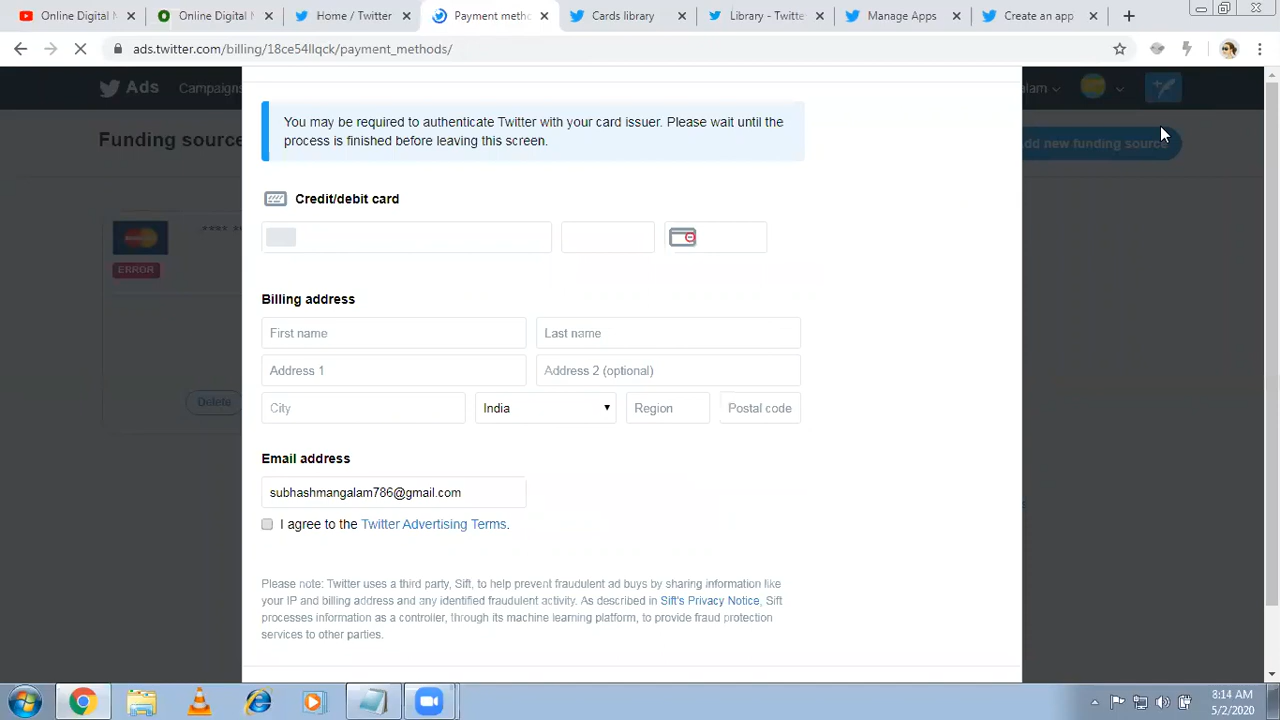 Online Digital M
Online Digital M
Home / Twitter
Payment metho
Cards library
Library - Twitte
Manage Apps
Create an app
ads.twitter.com/billing/18ce54llqck/payment_methods/
Ads
Campaigns
alam
Funding source
Add new funding source
You may be required to authenticate Twitter with your card issuer. Please wait until the
process is finished before leaving this screen.
Credit/debit card
ERROR
Billing address
First name
Last name
Address 1
Address 2 (optional)
Delete
City
India
Region
Postal code
Email address
subhashmangalam786@gmail.com
I agree to the Twitter Advertising Terms.
Please note: Twitter uses a third party, Sift, to help prevent fraudulent ad buys by sharing information like
your IP and billing address and any identified fraudulent activity. As described in Sift's Privacy Notice, Sift
processes information as a controller, through its machine learning platform, to provide fraud protection
services to other parties.
8:14 AM
5/2/2020